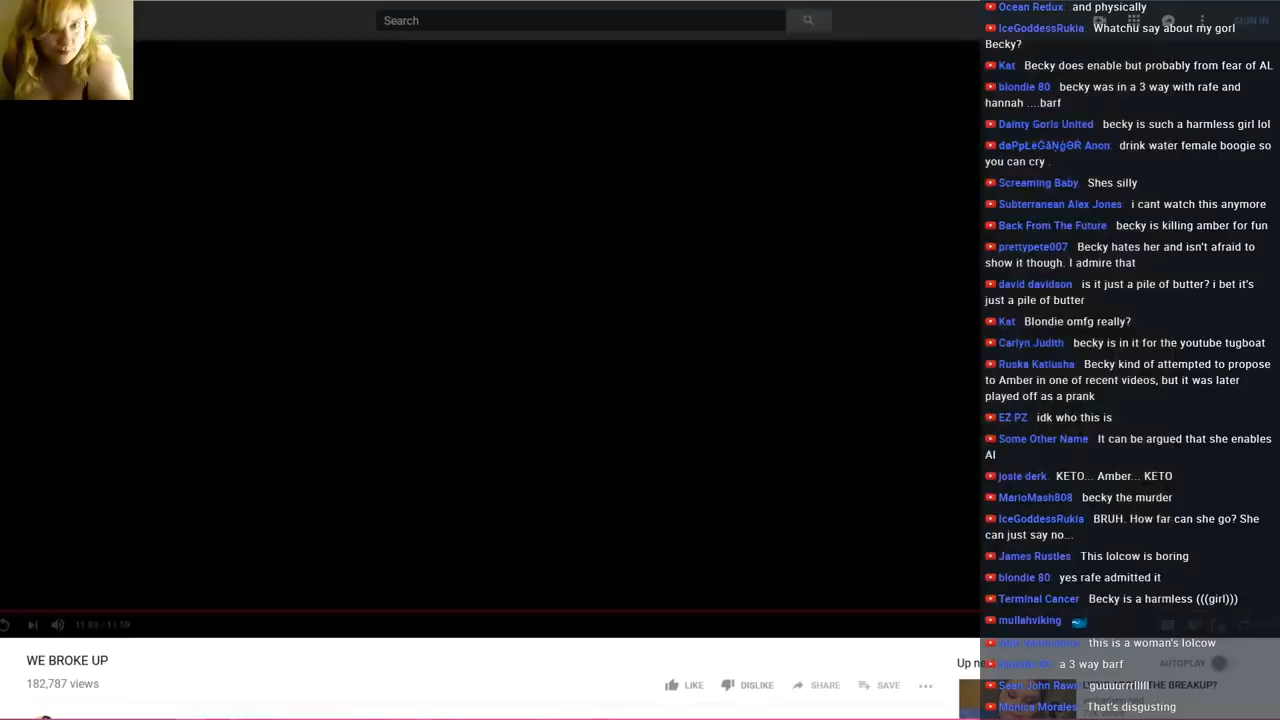 Search
SIGN IN
Ocean Redux: and physically
IceGoddessRukia: Whatchu say about my gorl
Becky?
Kat: Becky does enable but probably from fear of AL
blondie 80: becky was in a 3 way with rafe and
hannah ....barf
Dainty Gorls United: becky is such a harmless girl lol
Anon: drink water female boogie so
you can cry .
Screaming Baby: Shes silly
Subterranean Alex Jones: i cant watch this anymore
Back From The Future: becky is killing amber for fun
prettypete007: Becky hates her and isn't afraid to
show it though. I admire that
david davidson: is it just a pile of butter? i bet it's
just a pile of butter
Kat: Blondie omfg really?
Carlyn Judith: becky is in it for the youtube tugboat
Ruska Katiusha: Becky kind of attempted to propose
to Amber in one of recent videos, but it was later
played off as a prank
EZ PZ: idk who this is
Some Other Name: It can be argued that she enables
Al
josie derk: KETO... Amber... KETO
MarioMash808: becky the murder
IceGoddessRukia: BRUH. How far can she go? She
can just say no...
James Rustles: This lolcow is boring
blondie 80: yes rafe admitted it
Terminal Cancer: Becky is a harmless (((girl)))
mullahviking:
this is a woman's lolcow
blondie 80: a 3 way barf
Sean John Rawr: guuuurrrlllll
Monica Morales: That's disgusting
WE BROKE UP
182,787 views
LIKE
DISLIKE
SHARE
SAVE
Up ne
AUTOPLAY
THE BREAKUP?